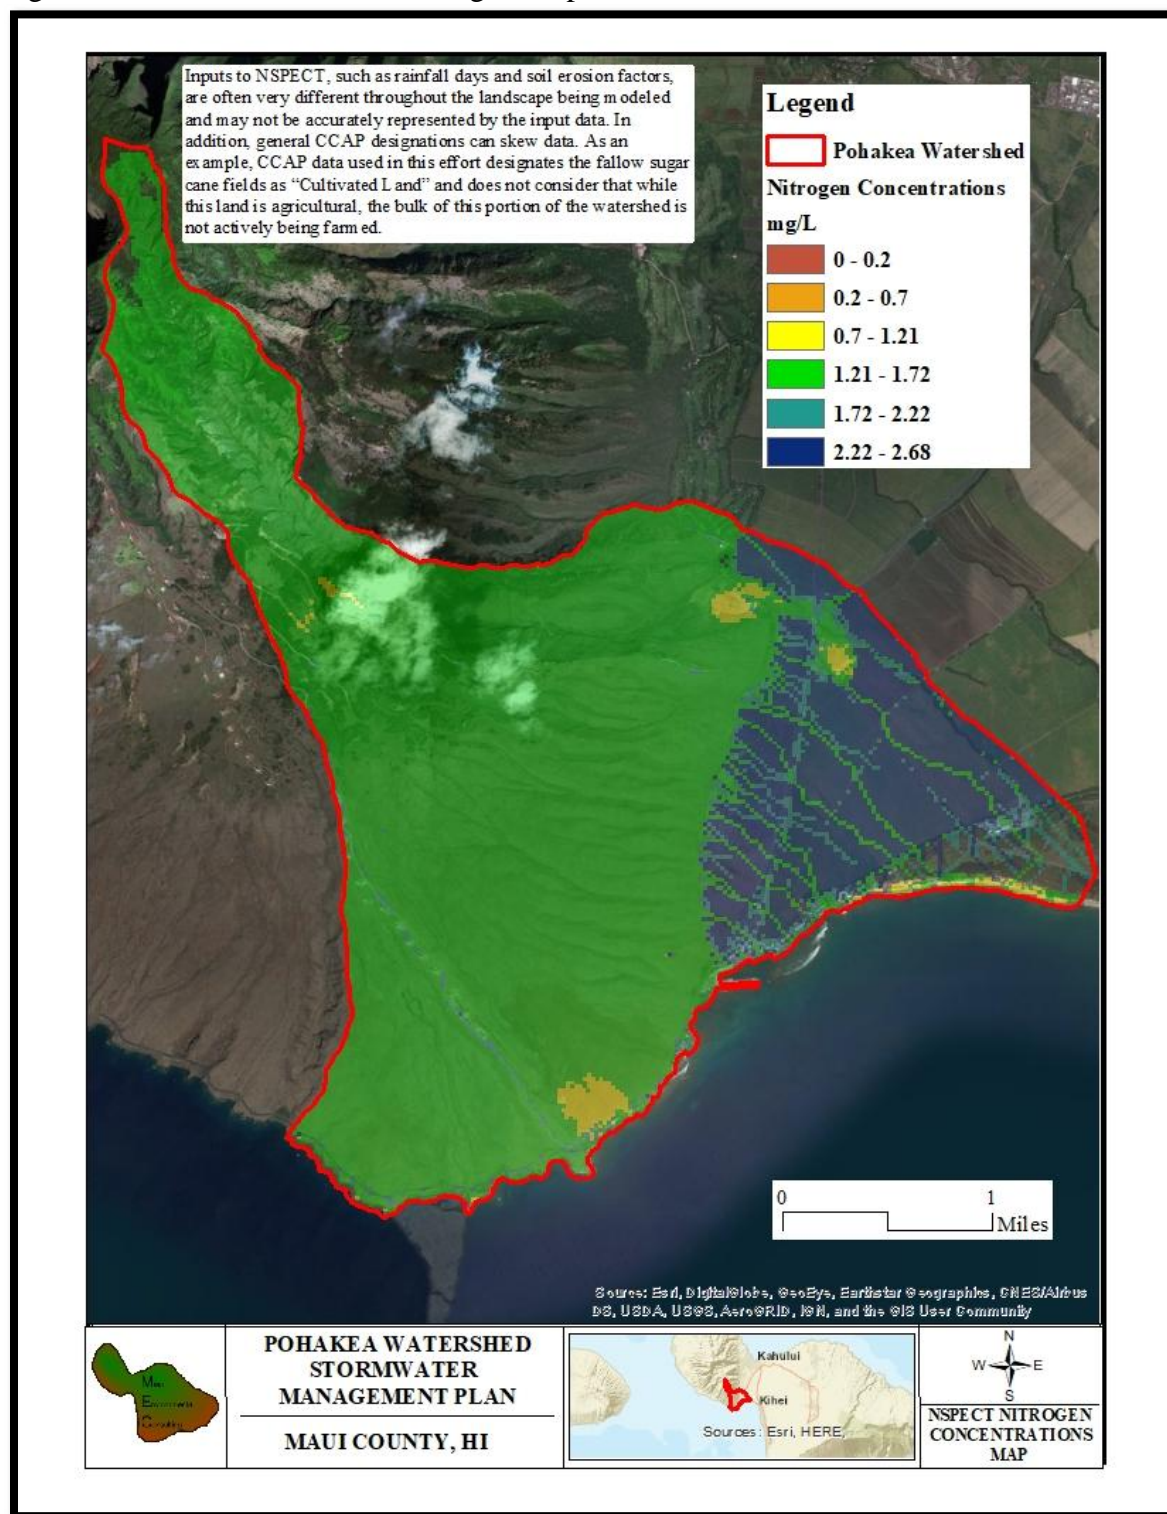 Inputs to NSPECT, such as rainfall days and soil erosion factors,
are often very different throughout the landscape being modeled
and may not be accurately represented by the input data. In
addition, general CCAP designations can skew data. As an
example, CCAP data used in this effort designates the fallow sugar
cane fields as “Cultivated Land” and does not consider that while
this land is agricultural, the bulk of this portion of the watershed is
not actively being farmed.
Legend
Pohakea Watershed
Nitrogen Concentrations
mg/L
0 - 0.2
0.2 - 0.7
0.7 - 1.21
1.21 - 1.72
1.72 - 2.22
2.22 - 2.68
0 1
Miles
Source: Esri, DigitalGlobe, GeoEye, Earthstar Geographics, CNES/Airbus
DS, USDA, USGS, AeroGRID, IGN, and the GIS User Community
Maui
Environmental
Consulting
POHAKEA WATERSHED
STORMWATER
MANAGEMENT PLAN
MAUI COUNTY, HI
Kahului
Kihei
Sources: Esri, HERE,
N
W E
S
NSPECT NITROGEN
CONCENTRATIONS
MAP